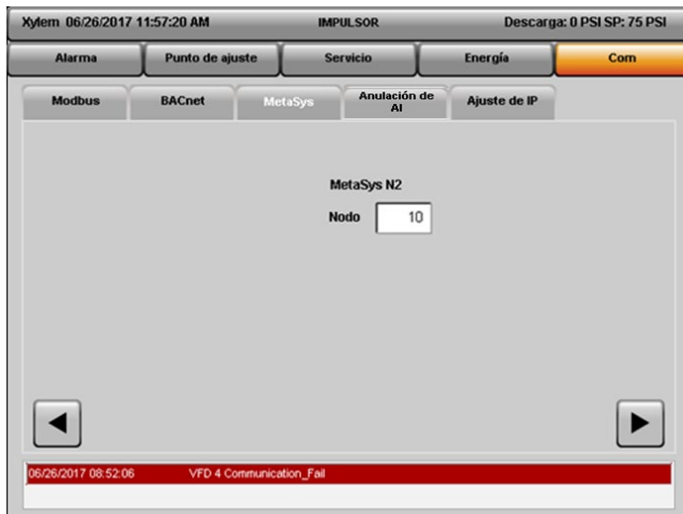 Xylem 06/26/2017 11:57:20 AM IMPULSOR Descarga: 0 PSI SP: 75 PSI
Alarma Punto de ajuste Servicio Energía Com
Modbus BACnet MetaSys Anulación de AI Ajuste de IP
MetaSys N2
Nodo 10
06/26/2017 08:52:06 VFD 4 Communication_Fail